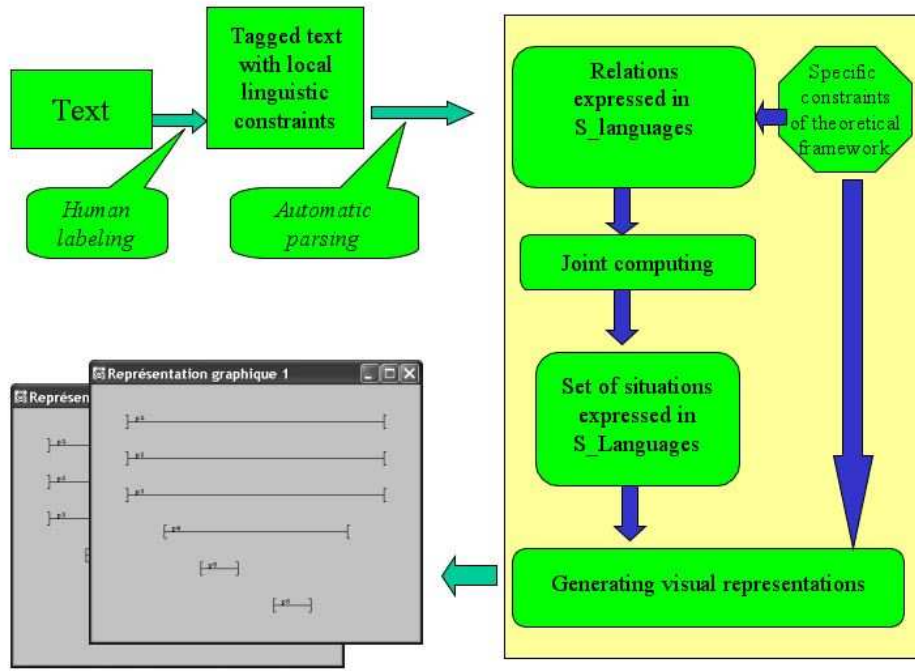 Text
Tagged text
with local
linguistic
constraints
Human
labeling
Automatic
parsing
Relations
expressed in
S_languages
Specific
constraints
of theoretical
framework
Joint computing
Set of situations
expressed in
S_Languages
Generating visual representations
Représen
Représentation graphique 1